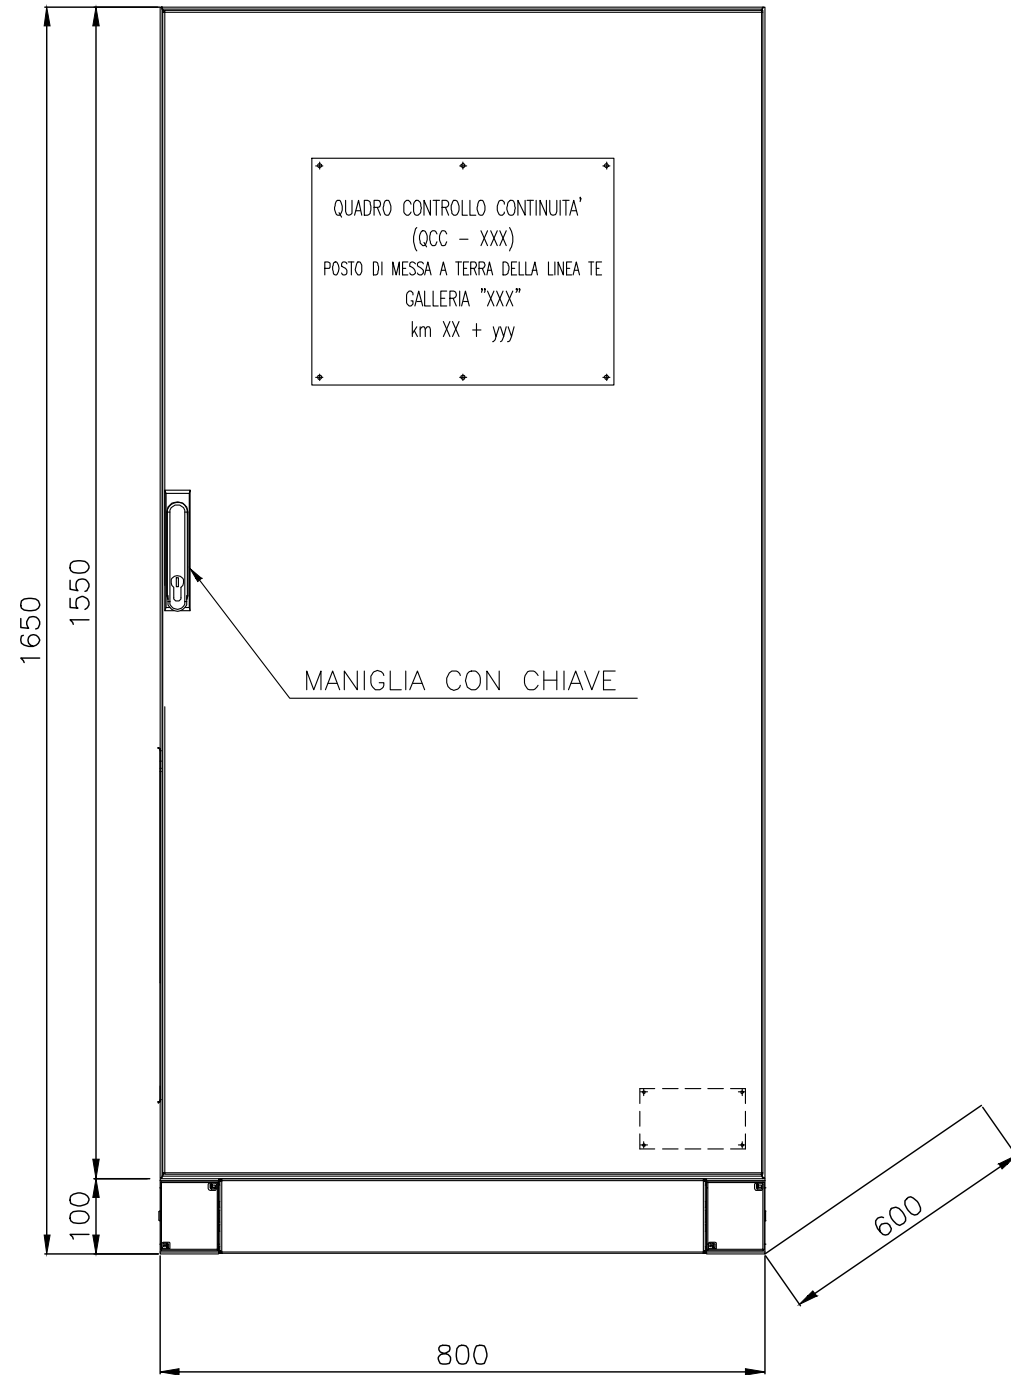 QUADRO CONTROLLO CONTINUITA'
(QCC - XXX)
POSTO DI MESSA A TERRA DELLA LINEA TE
GALLERIA "XXX"
km XX + yyy
1550
1650
MANIGLIA CON CHIAVE
100
600
800